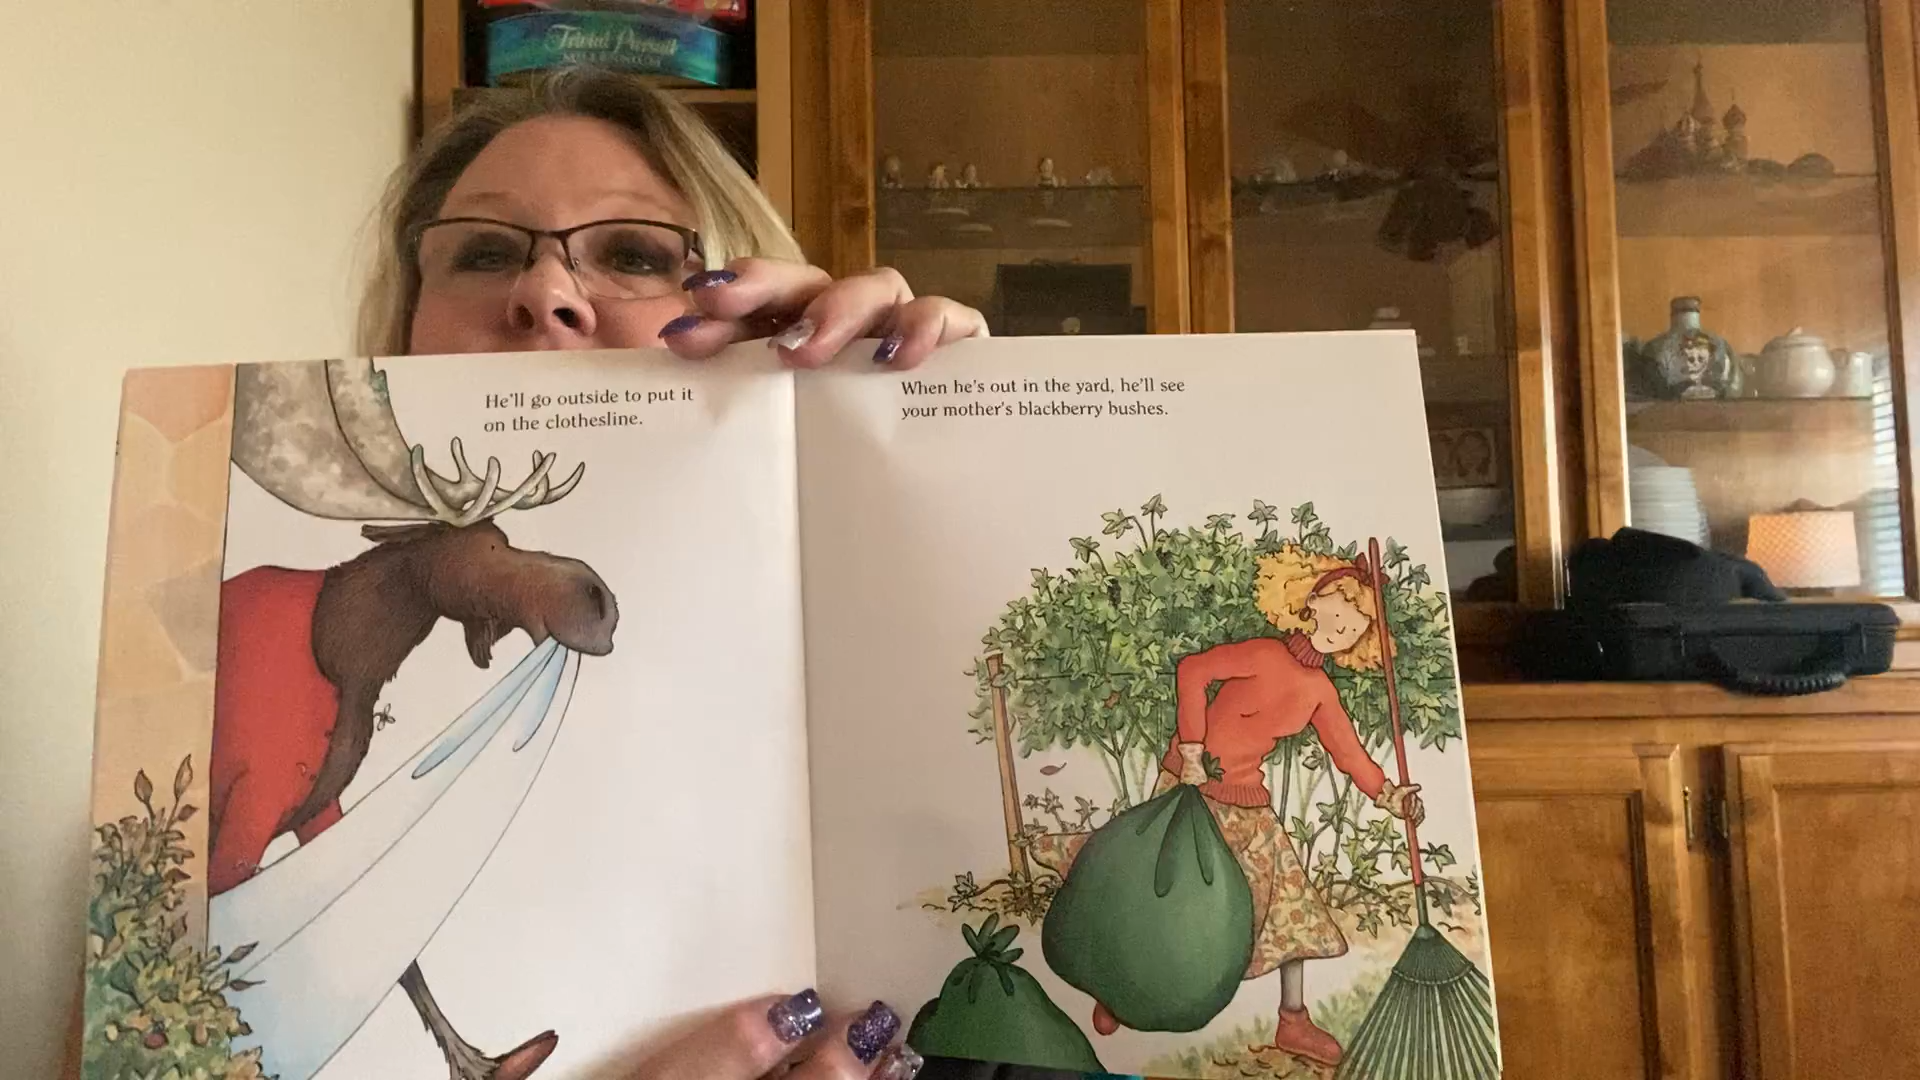 Trivial Pursuit
He'll go outside to put it
on the clothesline.
When he's out in the yard, he'll see
your mother's blackberry bushes.